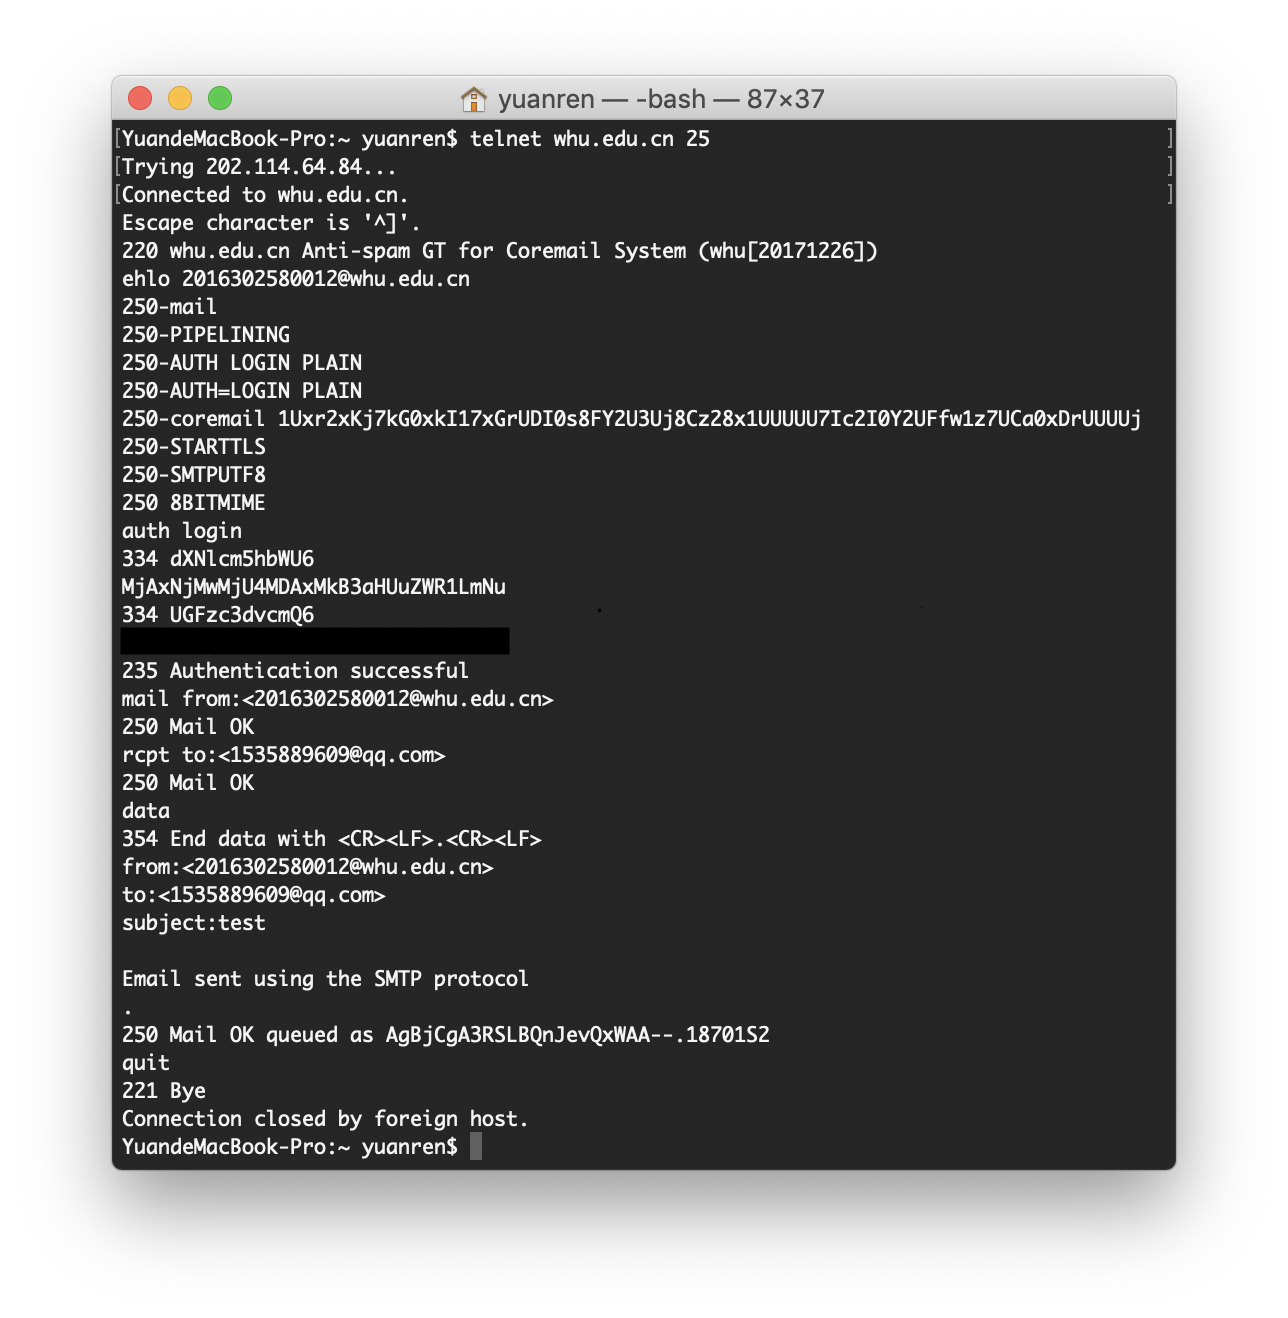 yuanren — -bash — 87×37
[YuandeMacBook-Pro:~ yuanren$ telnet whu.edu.cn 25 ]
[Trying 202.114.64.84... ]
[Connected to whu.edu.cn. ]
Escape character is '^]'.
220 whu.edu.cn Anti-spam GT for Coremail System (whu[20171226])
ehlo 2016302580012@whu.edu.cn
250-mail
250-PIPELINING
250-AUTH LOGIN PLAIN
250-AUTH=LOGIN PLAIN
250-coremail 1Uxr2xKj7kG0xkI17xGrUDI0s8FY2U3Uj8Cz28x1UUUUU7Ic2I0Y2UFfw1z7UCa0xDrUUUUj
250-STARTTLS
250-SMTPUTF8
250 8BITMIME
auth login
334 dXNlcm5hbWU6
MjAxNjMwMjU4MDAxMkB3aHUuZWR1LmNu
334 UGFzc3dvcmQ6
235 Authentication successful
mail from:<2016302580012@whu.edu.cn>
250 Mail OK
rcpt to:<1535889609@qq.com>
250 Mail OK
data
354 End data with <CR><LF>.<CR><LF>
from:<2016302580012@whu.edu.cn>
to:<1535889609@qq.com>
subject:test
Email sent using the SMTP protocol
.
250 Mail OK queued as AgBjCgA3RSLBQnJevQxWAA--.18701S2
quit
221 Bye
Connection closed by foreign host.
YuandeMacBook-Pro:~ yuanren$